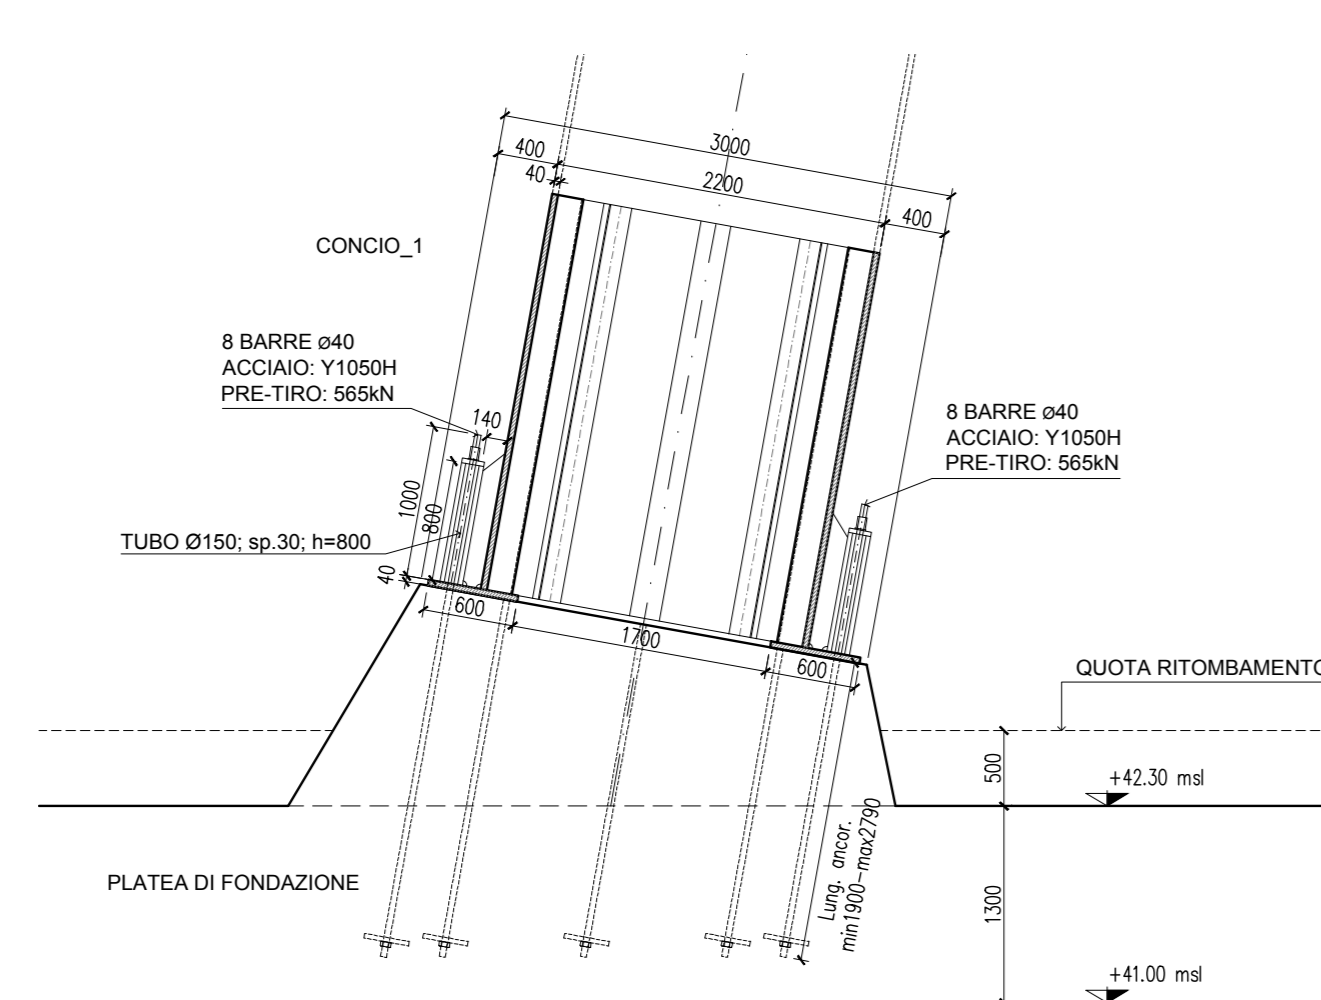 3000
400
2200
40
400
CONCIO_1
8 BARRE ø40
ACCIAIO: Y1050H
PRE-TIRO: 565kN
140
8 BARRE ø40
ACCIAIO: Y1050H
PRE-TIRO: 565kN
1000
800
TUBO Ø150; sp.30; h=800
40
600
1700
600
QUOTA RITOMBAMENTO
500
+42.30 msl
Lung. ancor.
min1900-max2790
PLATEA DI FONDAZIONE
1300
+41.00 msl